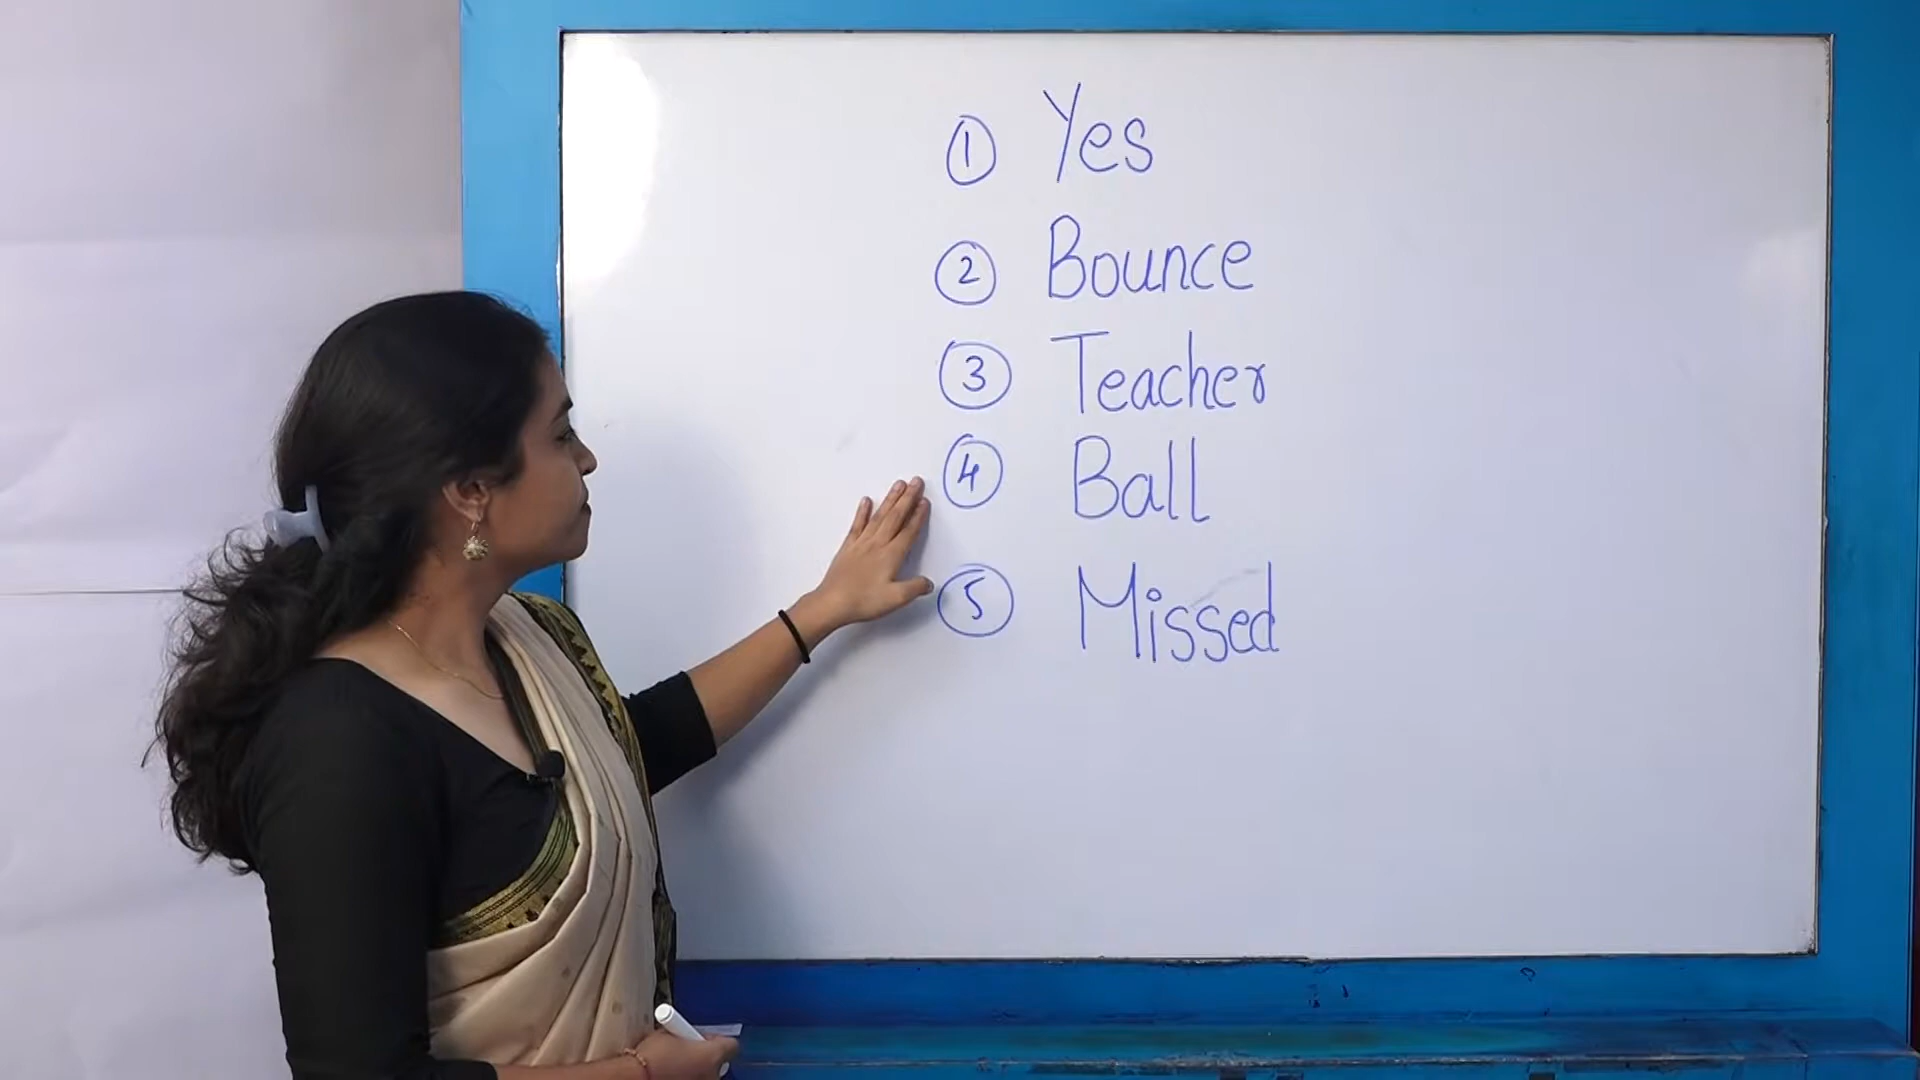 ① Yes
② Bounce
③ Teacher
④ Ball
⑤ Missed